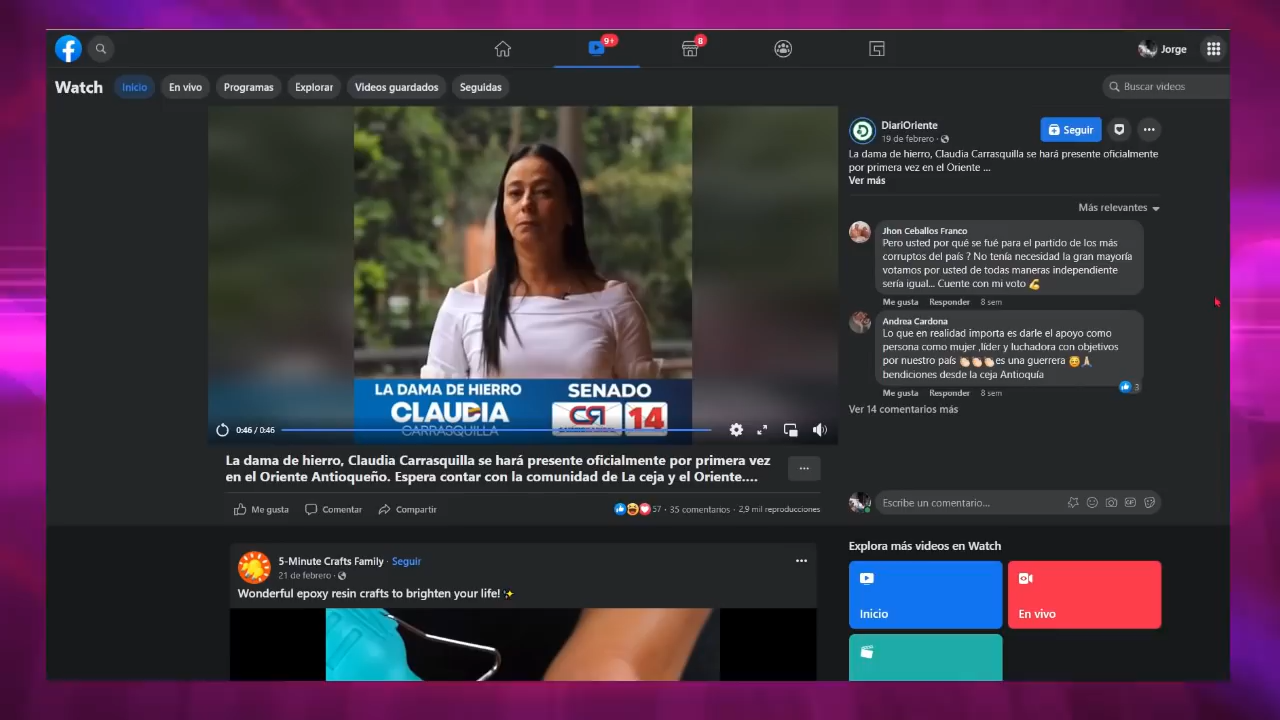 9+
8
Jorge
Watch
Inicio
En vivo
Programas
Explorar
Videos guardados
Seguidas
Buscar videos
LA DAMA DE HIERRO
CLAUDIA
CARRASQUILLA
SENADO
CR
14
0:46 / 0:46
La dama de hierro, Claudia Carrasquilla se hará presente oficialmente por primera vez
en el Oriente Antioqueño. Espera contar con la comunidad de La ceja y el Oriente....
Me gusta
Comentar
Compartir
57 · 35 comentarios · 2,9 mil reproducciones
DiariOriente
19 de febrero ·
Seguir
La dama de hierro, Claudia Carrasquilla se hará presente oficialmente
por primera vez en el Oriente ...
Ver más
Más relevantes
Jhon Ceballos Franco
Pero usted por qué se fué para el partido de los más
corruptos del país ? No tenía necesidad la gran mayoría
votamos por usted de todas maneras independiente
sería igual... Cuente con mi voto 💪
Me gusta Responder 8 sem
Andrea Cardona
Lo que en realidad importa es darle el apoyo como
persona como mujer ,líder y luchadora con objetivos
por nuestro país 👏🏻👏🏻👏🏻es una guerrera ☺️🙏🏻
bendiciones desde la ceja Antioquía
3
Me gusta Responder 8 sem
Ver 14 comentarios más
Escribe un comentario...
GIF
5-Minute Crafts Family · Seguir
21 de febrero ·
Wonderful epoxy resin crafts to brighten your life! ✨
Explora más videos en Watch
Inicio
En vivo